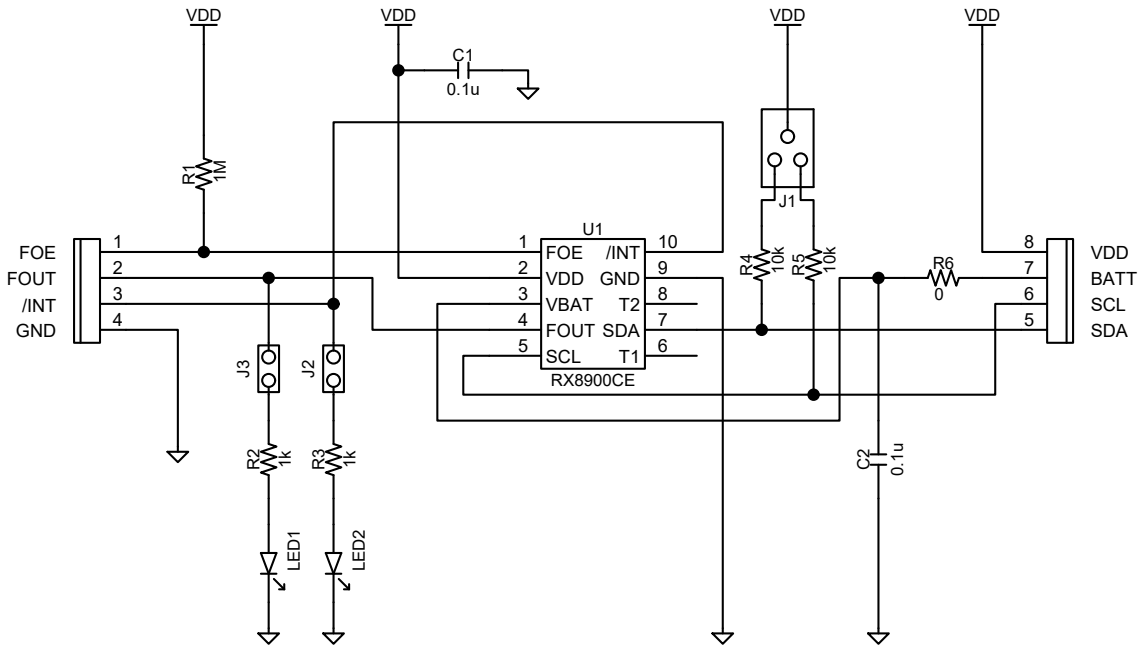 VDD
VDD
VDD
VDD
C1
0.1u
R1
1M
J1
U1
FOE
FOUT
/INT
GND
1
2
3
4
1
2
3
4
5
FOE
VDD
VBAT
FOUT
SCL
/INT
GND
T2
SDA
T1
10
9
8
7
6
RX8900CE
R4
10k
R5
10k
R6
0
8
7
6
5
VDD
BATT
SCL
SDA
J3
J2
R2
1k
R3
1k
C2
0.1u
LED1
LED2